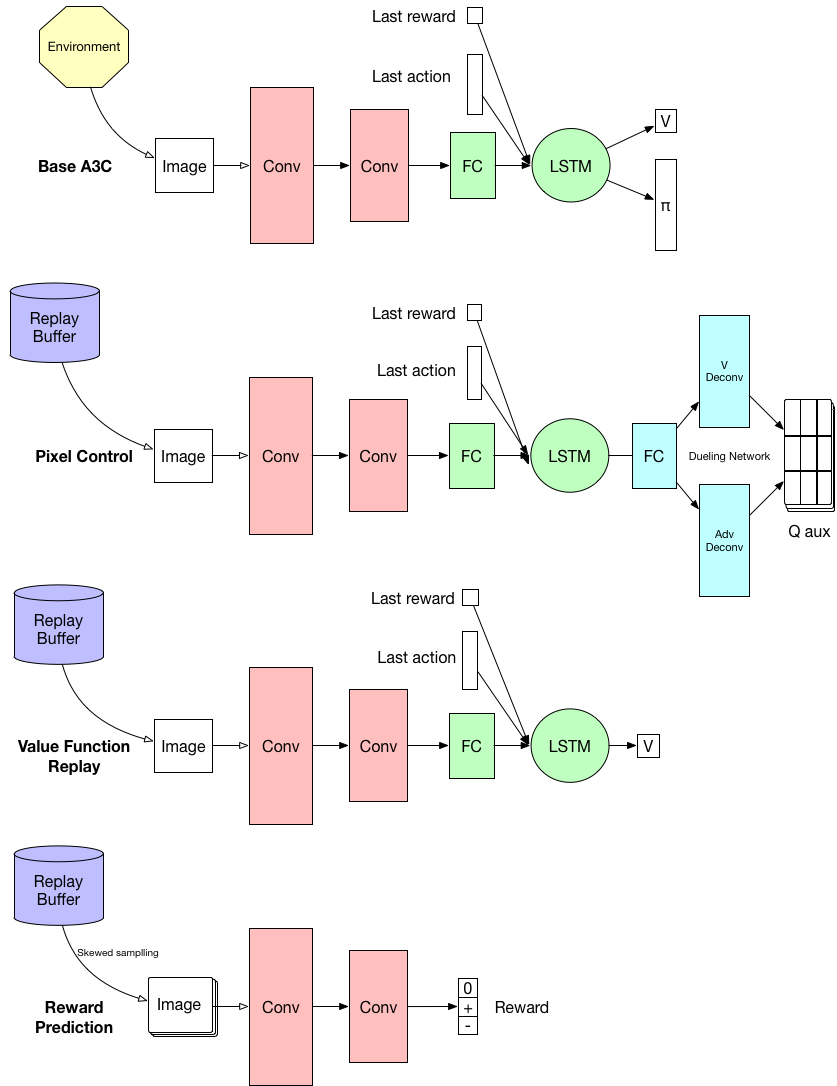 Last reward
Environment
Last action
V
Base A3C
Image
Conv
Conv
FC
LSTM
π
Replay
Buffer
Last reward
Last action
V
Deconv
Pixel Control
Image
Conv
Conv
FC
LSTM
FC
Dueling Network
Adv
Deconv
Q aux
Replay
Buffer
Last reward
Last action
Value Function
Replay
Image
Conv
Conv
FC
LSTM
V
Replay
Buffer
Skewed samplling
Reward
Prediction
Image
Conv
Conv
0
+
-
Reward